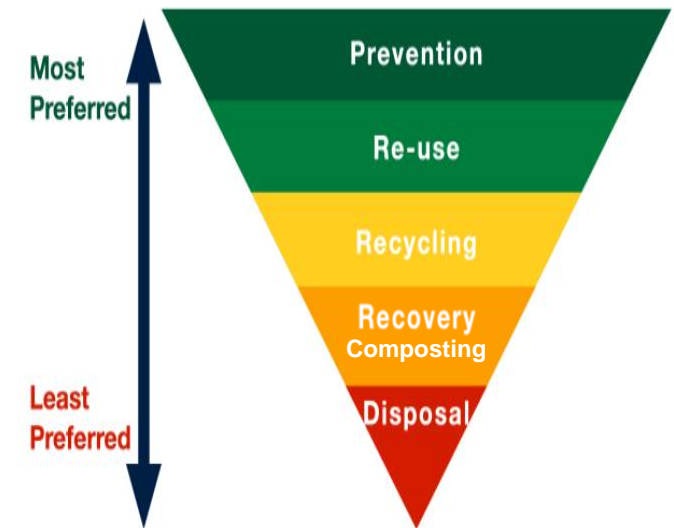 Most
Preferred
Prevention
Re-use
Recycling
Recovery
Composting
Least
Preferred
Disposal